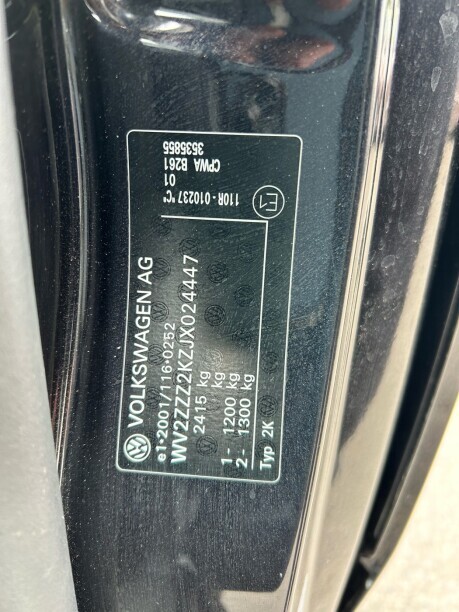 VOLKSWAGEN AG
e1*2001/116*0252
WV2ZZZ2KZJX024447
2415 kg
1- 1200 kg
2- 1300 kg
Typ 2K
3535855
CPWA B261
01
110R-010237 "C"
E1